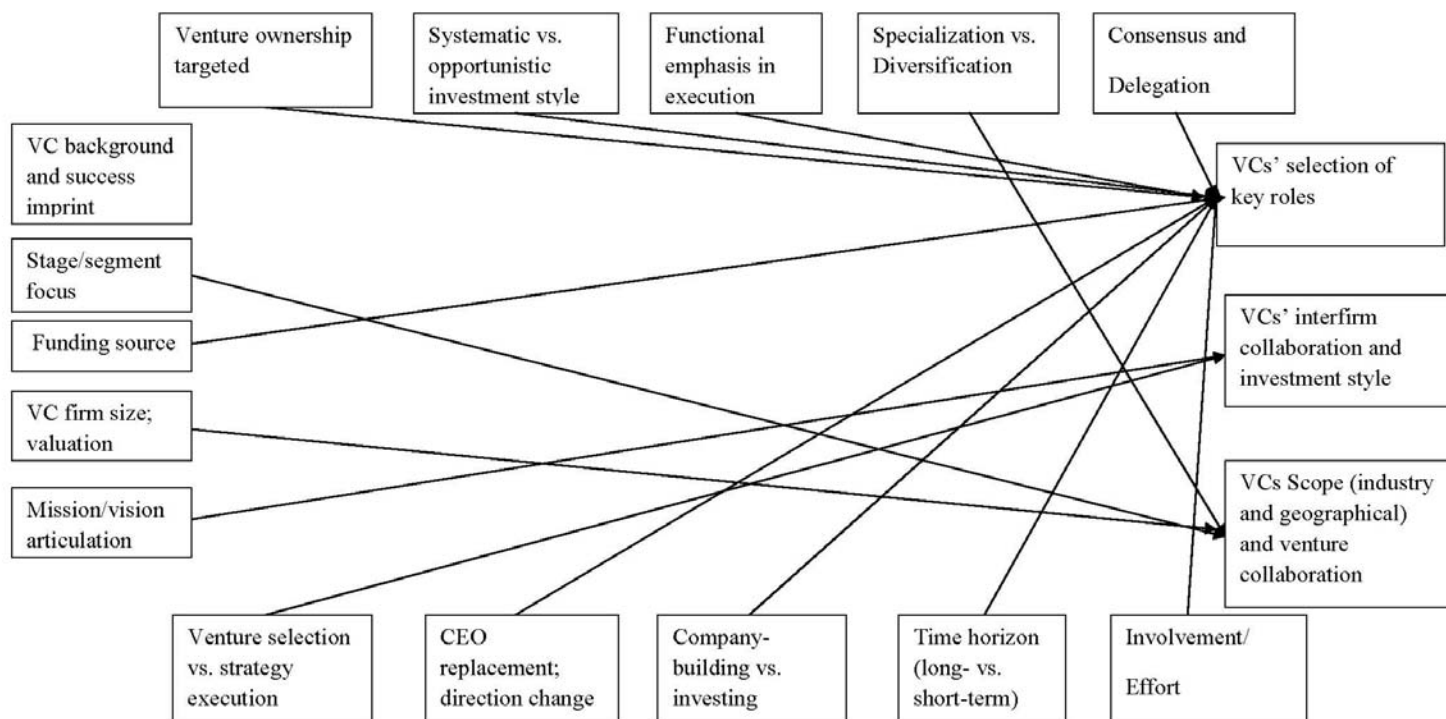 Venture ownership
targeted
Systematic vs.
opportunistic
investment style
Functional
emphasis in
execution
Specialization vs.
Diversification
Consensus and
Delegation
VC background
and success
imprint
Stage/segment
focus
Funding source
VC firm size;
valuation
Mission/vision
articulation
VCs’ selection of
key roles
VCs’ interfirm
collaboration and
investment style
VCs Scope (industry
and geographical)
and venture
collaboration
Venture selection
vs. strategy
execution
CEO
replacement;
direction change
Company-
building vs.
investing
Time horizon
(long- vs.
short-term)
Involvement/
Effort